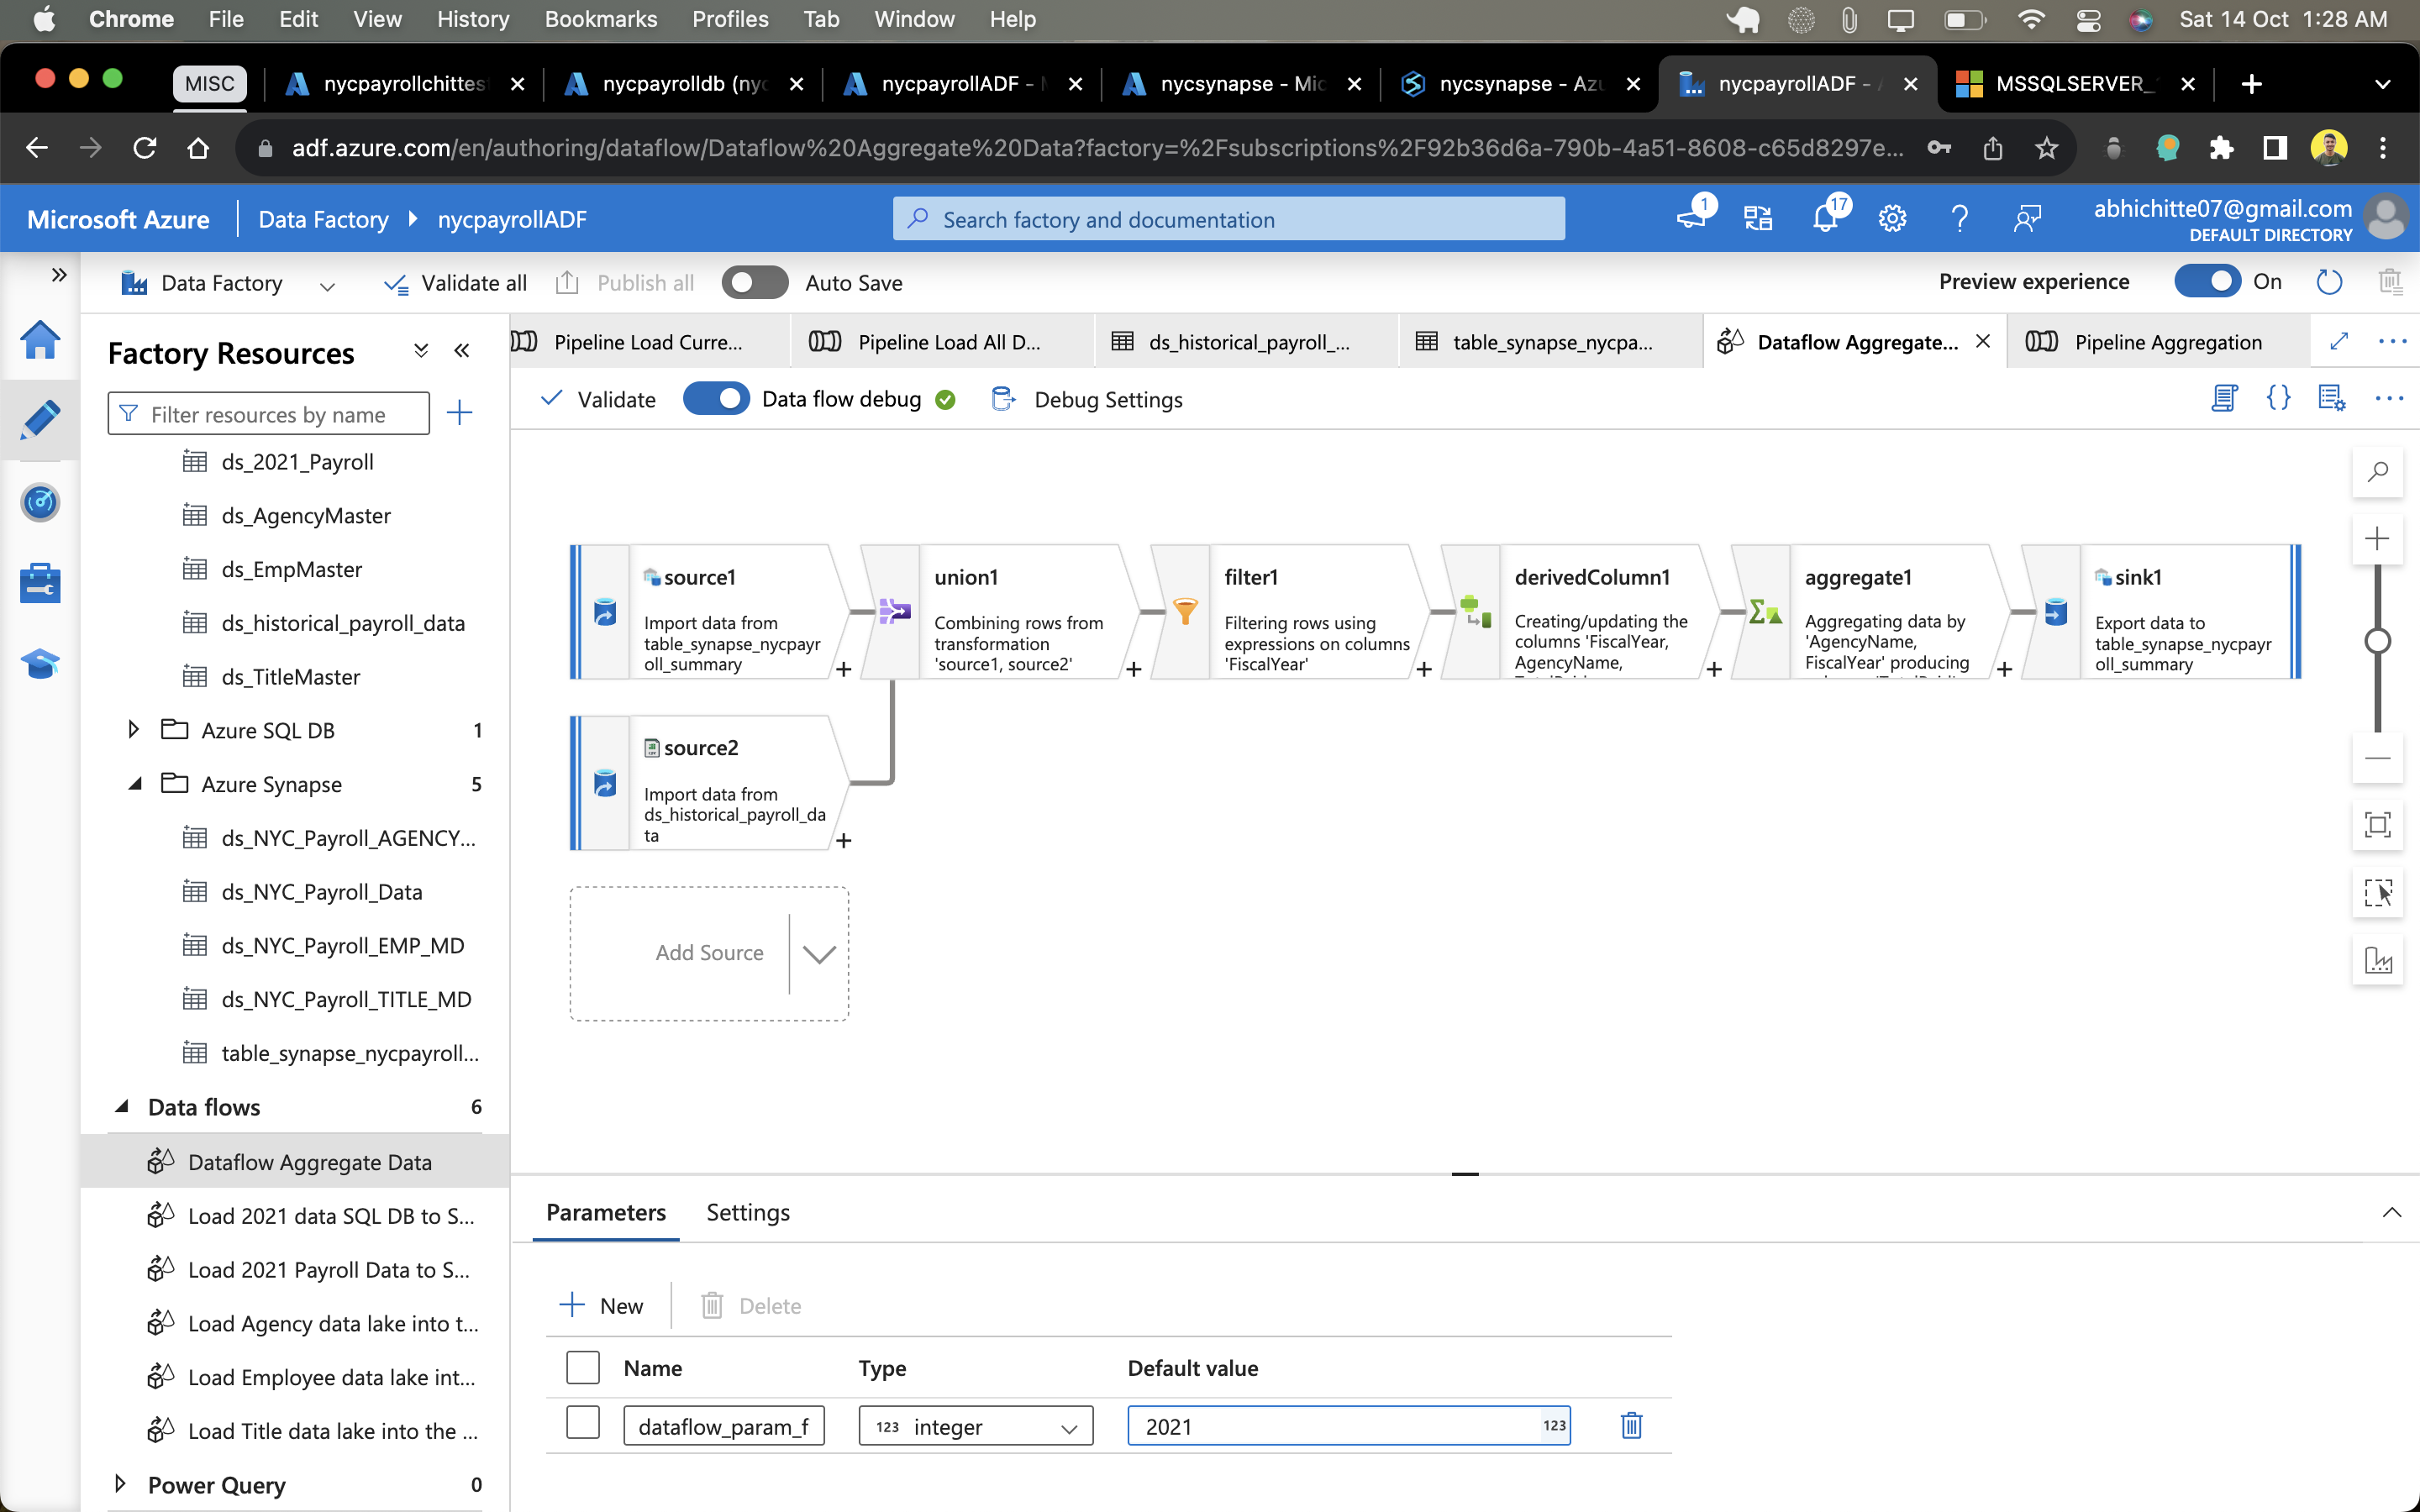 Chrome File Edit View History Bookmarks Profiles Tab Window Help Sat 14 Oct 1:28 AM
MISC nycpayrollchittes nycpayrolldb (nyc nycpayrollADF - nycsynapse - Mic nycsynapse - Azu nycpayrollADF - MSSQLSERVER_
adf.azure.com/en/authoring/dataflow/Dataflow%20Aggregate%20Data?factory=%2Fsubscriptions%2F92b36d6a-790b-4a51-8608-c65d8297e...
Microsoft Azure Data Factory nycpayrollADF Search factory and documentation 1 17 abhichitte07@gmail.com
DEFAULT DIRECTORY
Data Factory Validate all Publish all Auto Save Preview experience On
Factory Resources
Pipeline Load Curre... Pipeline Load All D... ds_historical_payroll_... table_synapse_nycpa... Dataflow Aggregate... Pipeline Aggregation
Validate Data flow debug Debug Settings
Filter resources by name
ds_2021_Payroll
ds_AgencyMaster
ds_EmpMaster
ds_historical_payroll_data
ds_TitleMaster
Azure SQL DB 1
Azure Synapse 5
ds_NYC_Payroll_AGENCY...
ds_NYC_Payroll_Data
ds_NYC_Payroll_EMP_MD
ds_NYC_Payroll_TITLE_MD
table_synapse_nycpayroll...
Data flows 6
Dataflow Aggregate Data
Load 2021 data SQL DB to S...
Load 2021 Payroll Data to S...
Load Agency data lake into t...
Load Employee data lake int...
Load Title data lake into the ...
Power Query 0
source1
Import data from
table_synapse_nycpayr
oll_summary
union1
Combining rows from
transformation
'source1, source2'
filter1
Filtering rows using
expressions on columns
'FiscalYear'
derivedColumn1
Creating/updating the
columns 'FiscalYear,
AgencyName,
aggregate1
Aggregating data by
'AgencyName,
FiscalYear' producing
sink1
Export data to
table_synapse_nycpayr
oll_summary
source2
Import data from
ds_historical_payroll_da
ta
Add Source
Parameters Settings
New Delete
Name Type Default value
dataflow_param_f 123 integer 2021 123